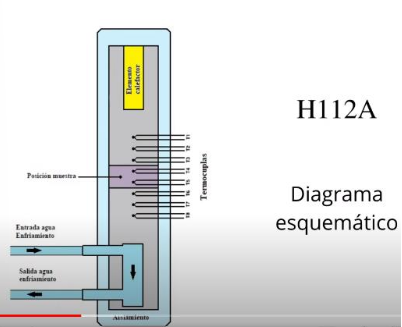 Elemento
calefactor
T1
T2
T3
T4
T5
T6
T7
T8
Termocuplas
Posición muestra
Entrada agua
Enfriamiento
Salida agua
enfriamiento
Aislamiento
H112A
Diagrama
esquemático